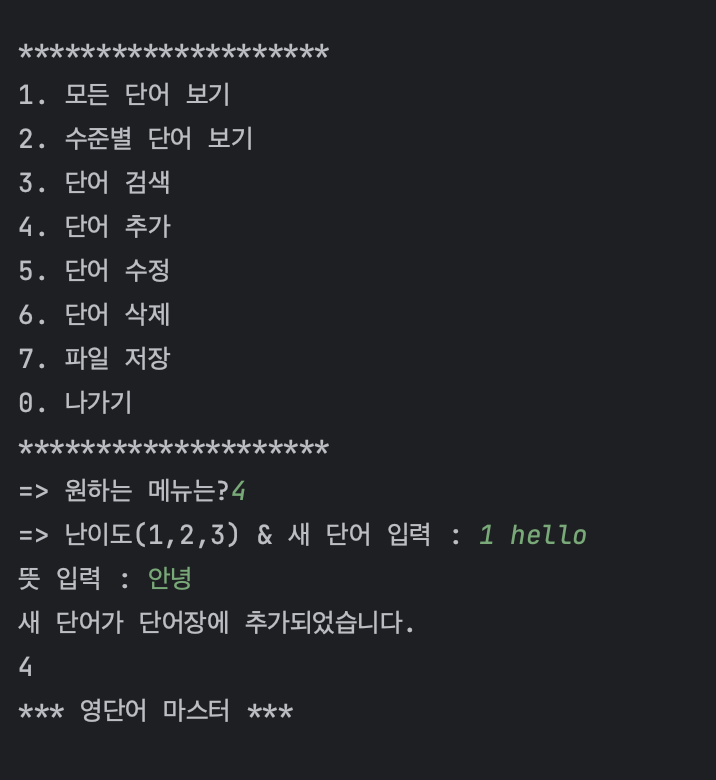 ********************
1. 모든 단어 보기
2. 수준별 단어 보기
3. 단어 검색
4. 단어 추가
5. 단어 수정
6. 단어 삭제
7. 파일 저장
0. 나가기
********************
=> 원하는 메뉴는?4
=> 난이도(1,2,3) & 새 단어 입력 : 1 hello
뜻 입력 : 안녕
새 단어가 단어장에 추가되었습니다.
4
*** 영단어 마스터 ***